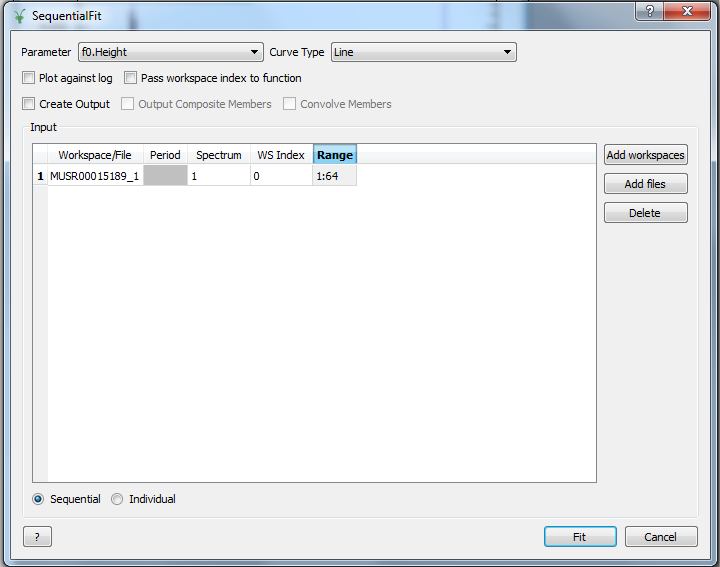 SequentialFit ?
Parameter f0.Height Curve Type Line
Plot against log Pass workspace index to function
Create Output Output Composite Members Convolve Members
Input
Workspace/File Period Spectrum WS Index Range Add workspaces
1 MUSR00015189_1 1 0 1:64
Add files
Delete
Sequential Individual
? Fit Cancel